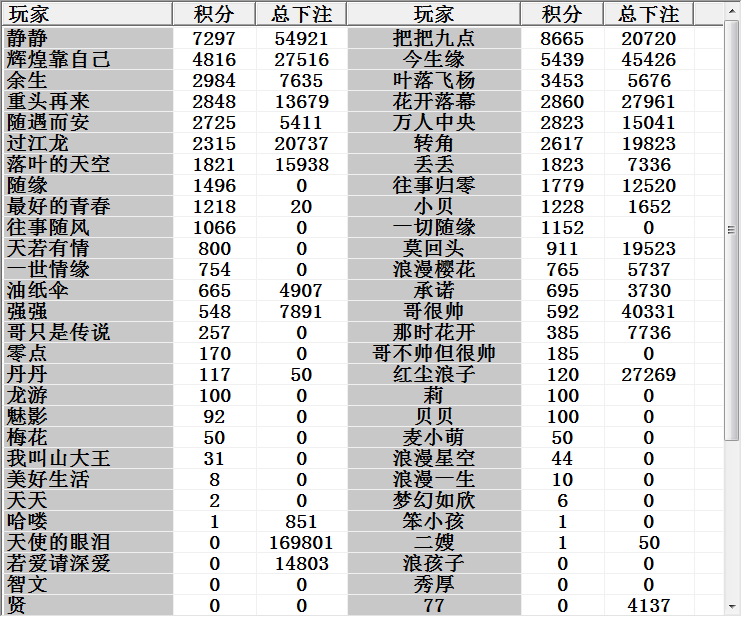 玩家 积分 总下注 玩家 积分 总下注
静静 7297 54921 把把九点 8665 20720
辉煌靠自己 4816 27516 今生缘 5439 45426
余生 2984 7635 叶落飞杨 3453 5676
重头再来 2848 13679 花开落幕 2860 27961
随遇而安 2725 5411 万人中央 2823 15041
过江龙 2315 20737 转角 2617 19823
落叶的天空 1821 15938 丢丢 1823 7336
随缘 1496 0 往事归零 1779 12520
最好的青春 1218 20 小贝 1228 1652
往事随风 1066 0 一切随缘 1152 0
天若有情 800 0 莫回头 911 19523
一世情缘 754 0 浪漫樱花 765 5737
油纸伞 665 4907 承诺 695 3730
强强 548 7891 哥很帅 592 40331
哥只是传说 257 0 那时花开 385 7736
零点 170 0 哥不帅但很帅 185 0
丹丹 117 50 红尘浪子 120 27269
龙游 100 0 莉 100 0
魅影 92 0 贝贝 100 0
梅花 50 0 麦小萌 50 0
我叫山大王 31 0 浪漫星空 44 0
美好生活 8 0 浪漫一生 10 0
天天 2 0 梦幻如欣 6 0
哈喽 1 851 笨小孩 1 0
天使的眼泪 0 169801 二嫂 1 50
若爱请深爱 0 14803 浪孩子 0 0
智文 0 0 秀厚 0 0
贤 0 0 77 0 4137